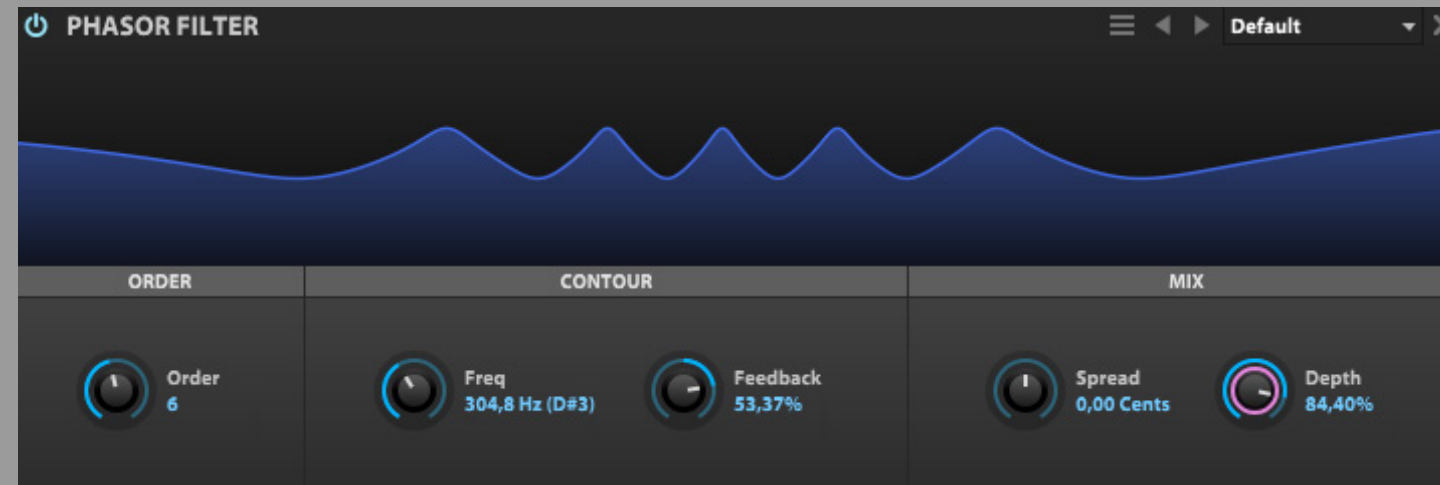 PHASOR FILTER
Default
ORDER
CONTOUR
MIX
Order
6
Freq
304,8 Hz (D#3)
Feedback
53,37%
Spread
0,00 Cents
Depth
84,40%